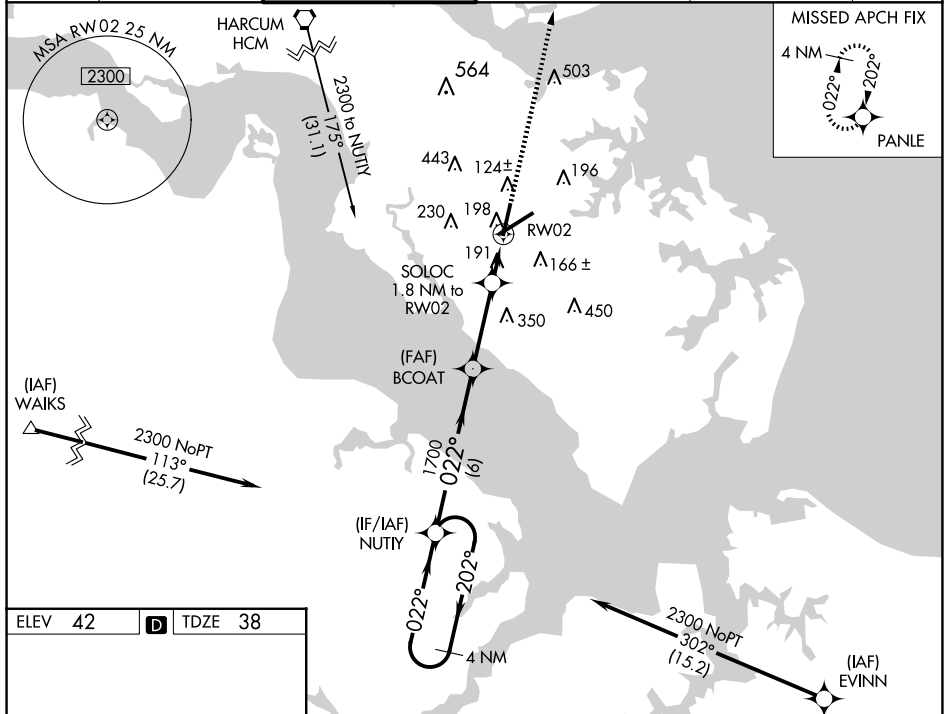 MSA RW02 25 NM
2300
HARCUM
HCM
2300 to NUTIY
175°
(31.1)
564
503
443
124±
196
230
198
RW02
191
166 ±
SOLOC
1.8 NM to
RW02
350
450
(FAF)
BCOAT
MISSED APCH FIX
4 NM
022°
202°
PANLE
(IAF)
WAIKS
2300 NoPT
113°
(25.7)
1700
022°
(6)
(IF/IAF)
NUTIY
022°
202°
4 NM
2300 NoPT
302°
(15.2)
(IAF)
EVINN
ELEV 42 D TDZE 38